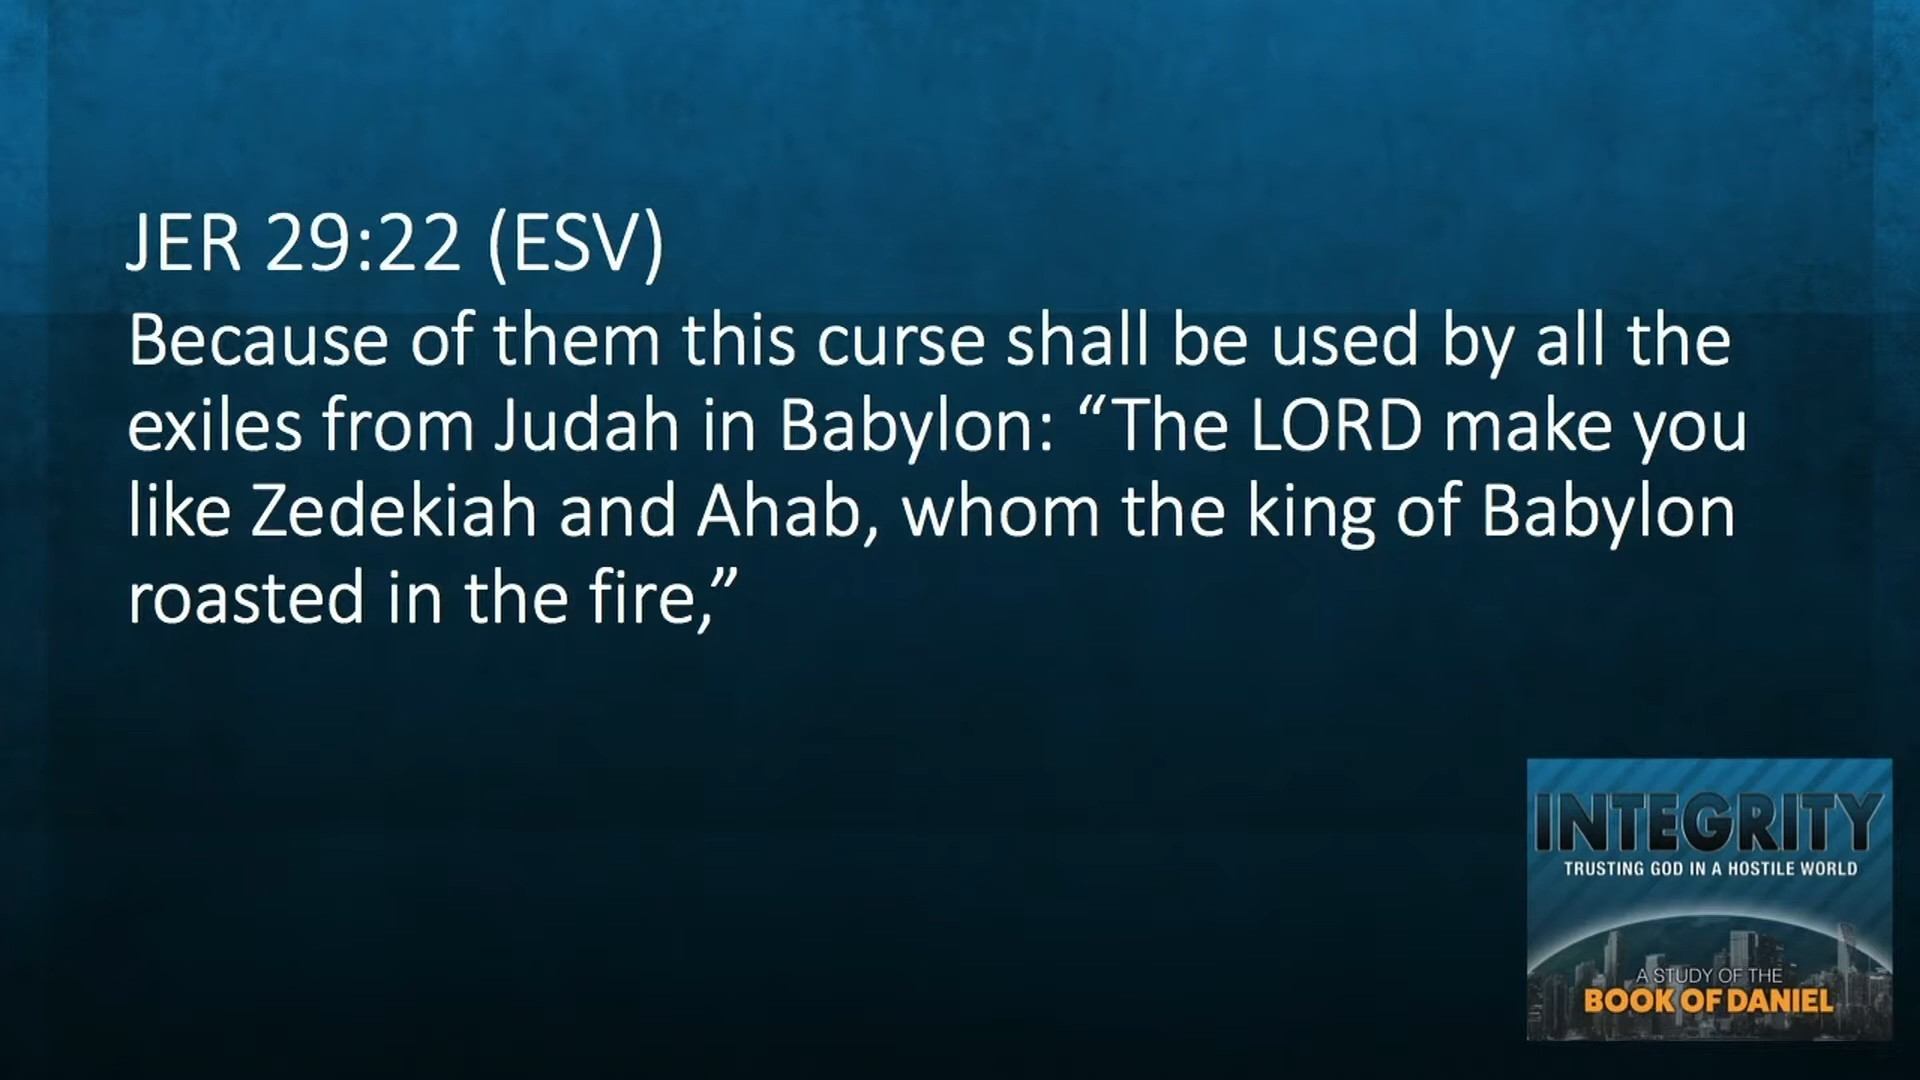 JER 29:22 (ESV)
Because of them this curse shall be used by all the
exiles from Judah in Babylon: “The LORD make you
like Zedekiah and Ahab, whom the king of Babylon
roasted in the fire,”
INTEGRITY
TRUSTING GOD IN A HOSTILE WORLD
A STUDY OF THE
BOOK OF DANIEL